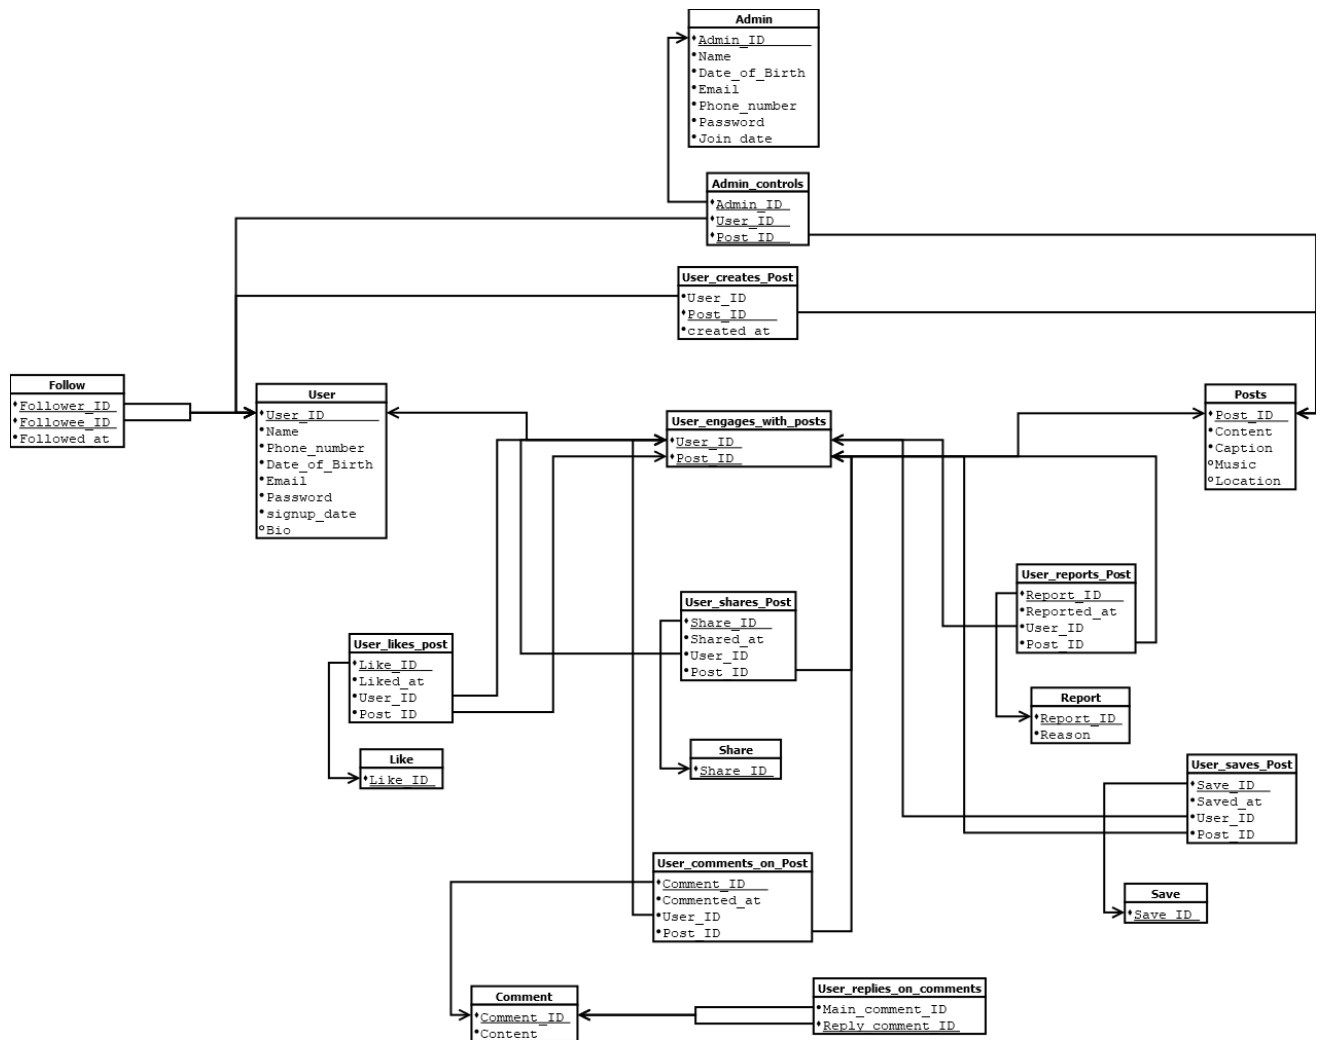 Admin
Admin_ID
Name
Date_of_Birth
Email
Phone_number
Password
Join date
Admin_controls
Admin_ID
User_ID
Post_ID
User_creates_Post
User_ID
Post_ID
created_at
Follow
Follower_ID
Followee_ID
Followed_at
User
User_ID
Name
Phone_number
Date_of_Birth
Email
Password
signup_date
Bio
User_engages_with_posts
User_ID
Post_ID
Posts
Post_ID
Content
Caption
Music
Location
User_reports_Post
Report_ID
Reported_at
User_ID
Post_ID
User_shares_Post
Share_ID
Shared_at
User_ID
Post_ID
User_likes_post
Like_ID
Liked_at
User_ID
Post_ID
Report
Report_ID
Reason
Like
Like_ID
Share
Share_ID
User_saves_Post
Save_ID
Saved_at
User_ID
Post_ID
User_comments_on_Post
Comment_ID
Commented_at
User_ID
Post_ID
Save
Save_ID
Comment
Comment_ID
Content
User_replies_on_comments
Main_comment_ID
Reply_comment_ID